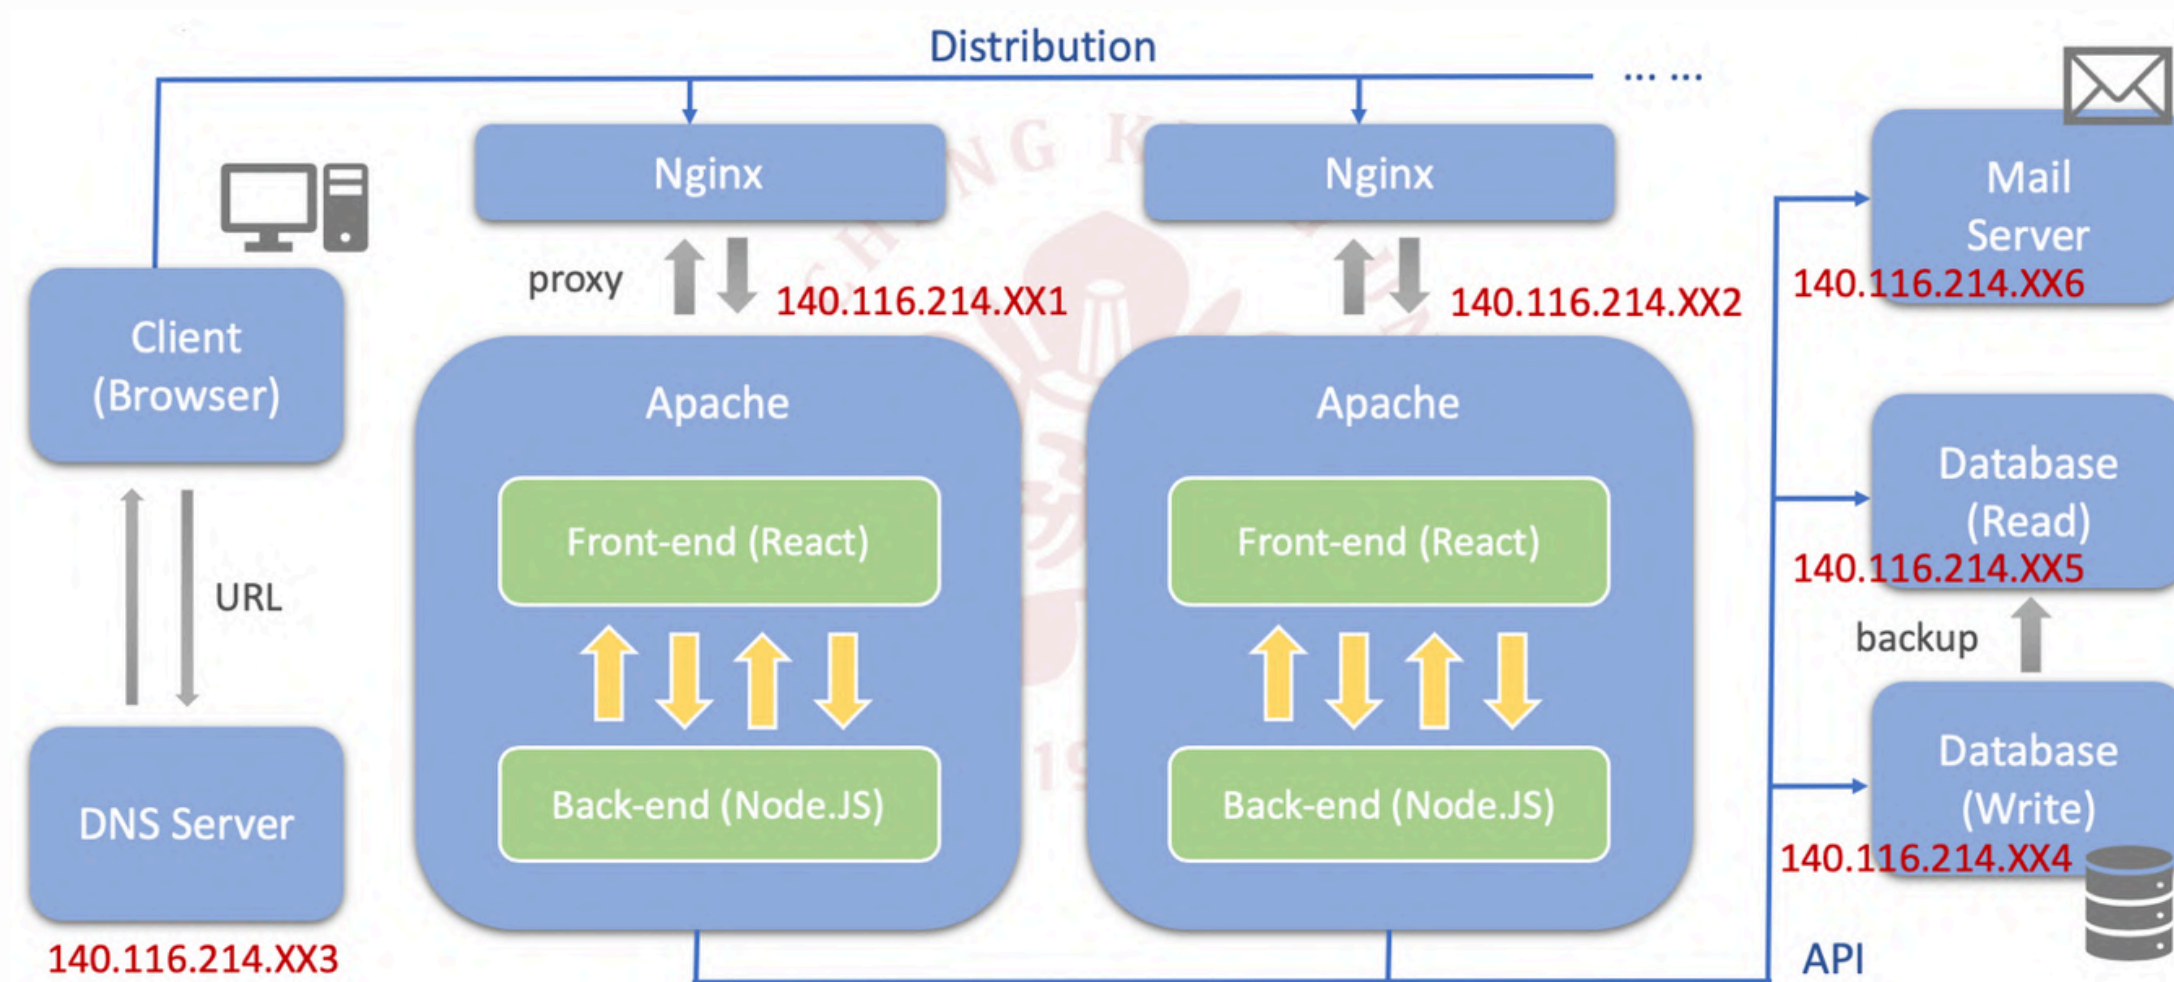 Distribution
... ...
Nginx
Nginx
Mail
Server
140.116.214.XX6
proxy
140.116.214.XX1
140.116.214.XX2
Client
(Browser)
Apache
Apache
Database
(Read)
140.116.214.XX5
Front-end (React)
Front-end (React)
URL
backup
DNS Server
140.116.214.XX3
Back-end (Node.JS)
Back-end (Node.JS)
Database
(Write)
140.116.214.XX4
API